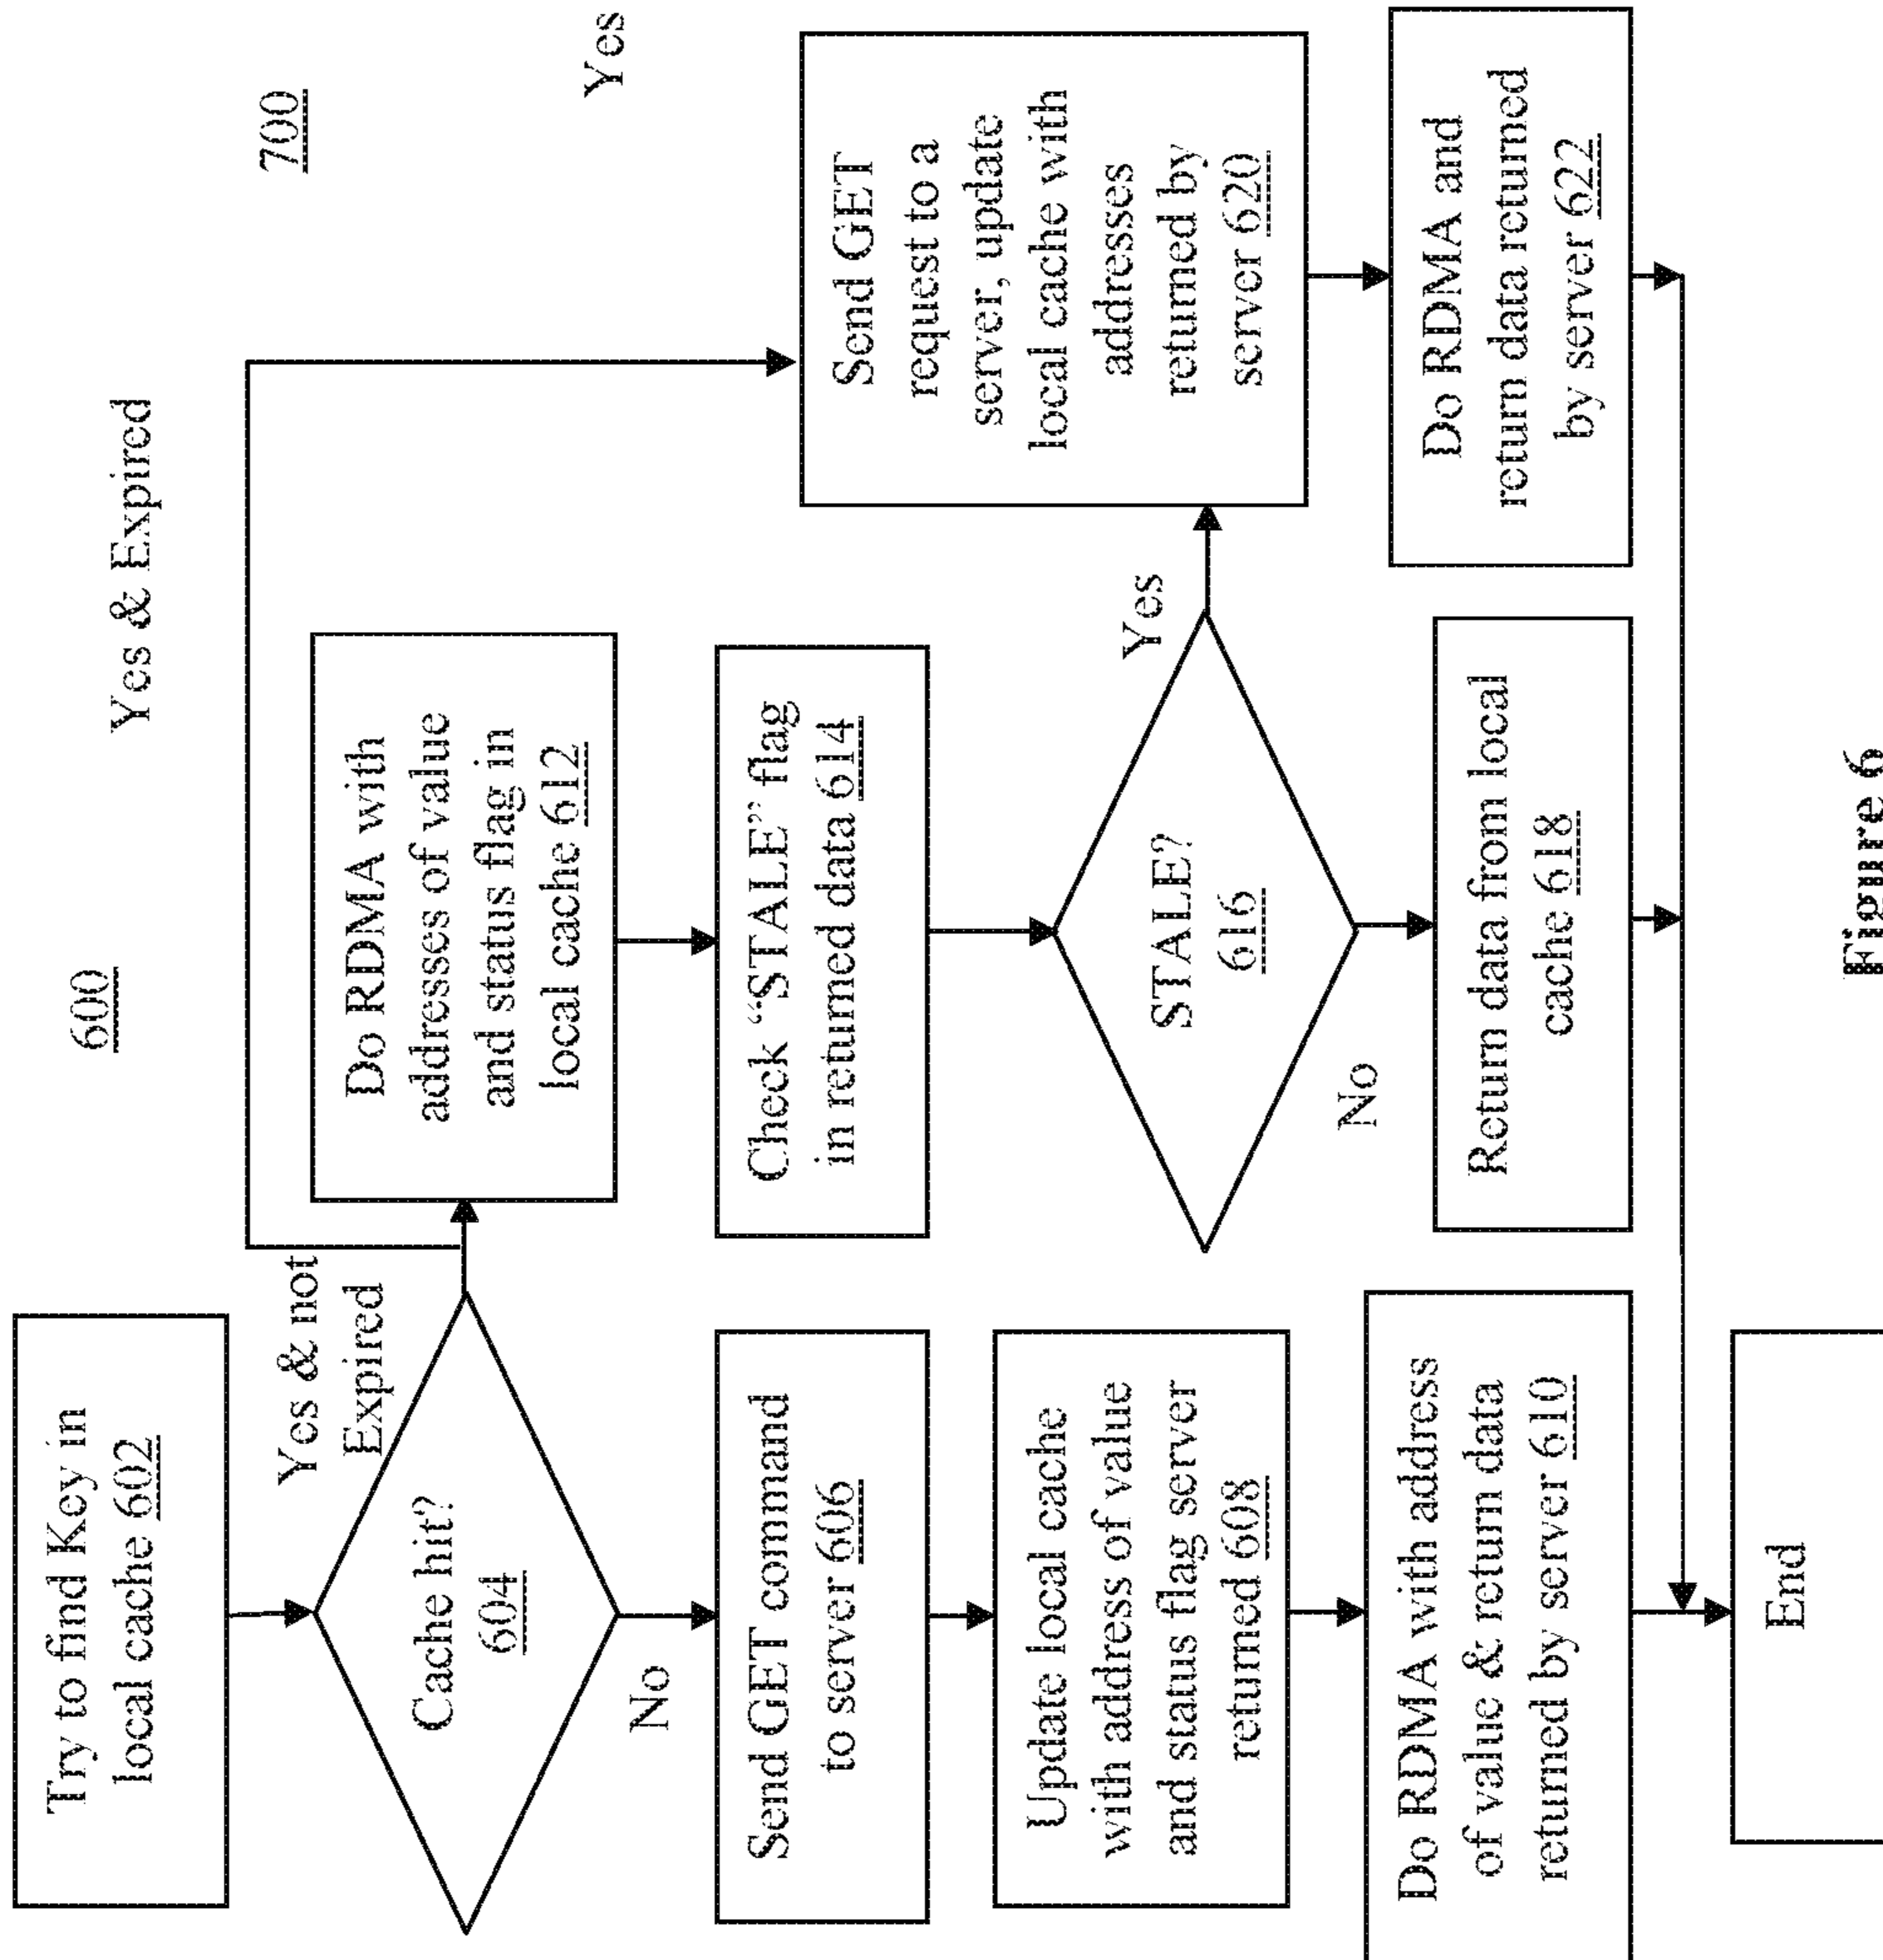 600
Yes & Expired
700
Yes
Try to find Key in
local cache 602
Yes & not
Expired
Cache hit?
604
No
Send GET command
to server 606
Update local cache
with address of value
and status flag server
returned 608
Do RDMA with address
of value & return data
returned by server 610
End
Do RDMA with
addresses of value
and status flag in
local cache 612
Check “STALE” flag
in returned data 614
STALE?
616
Yes
No
Return data from local
cache 618
Send GET
request to a
server, update
local cache with
addresses
returned by
server 620
Do RDMA and
return data returned
by server 622
Figure 6